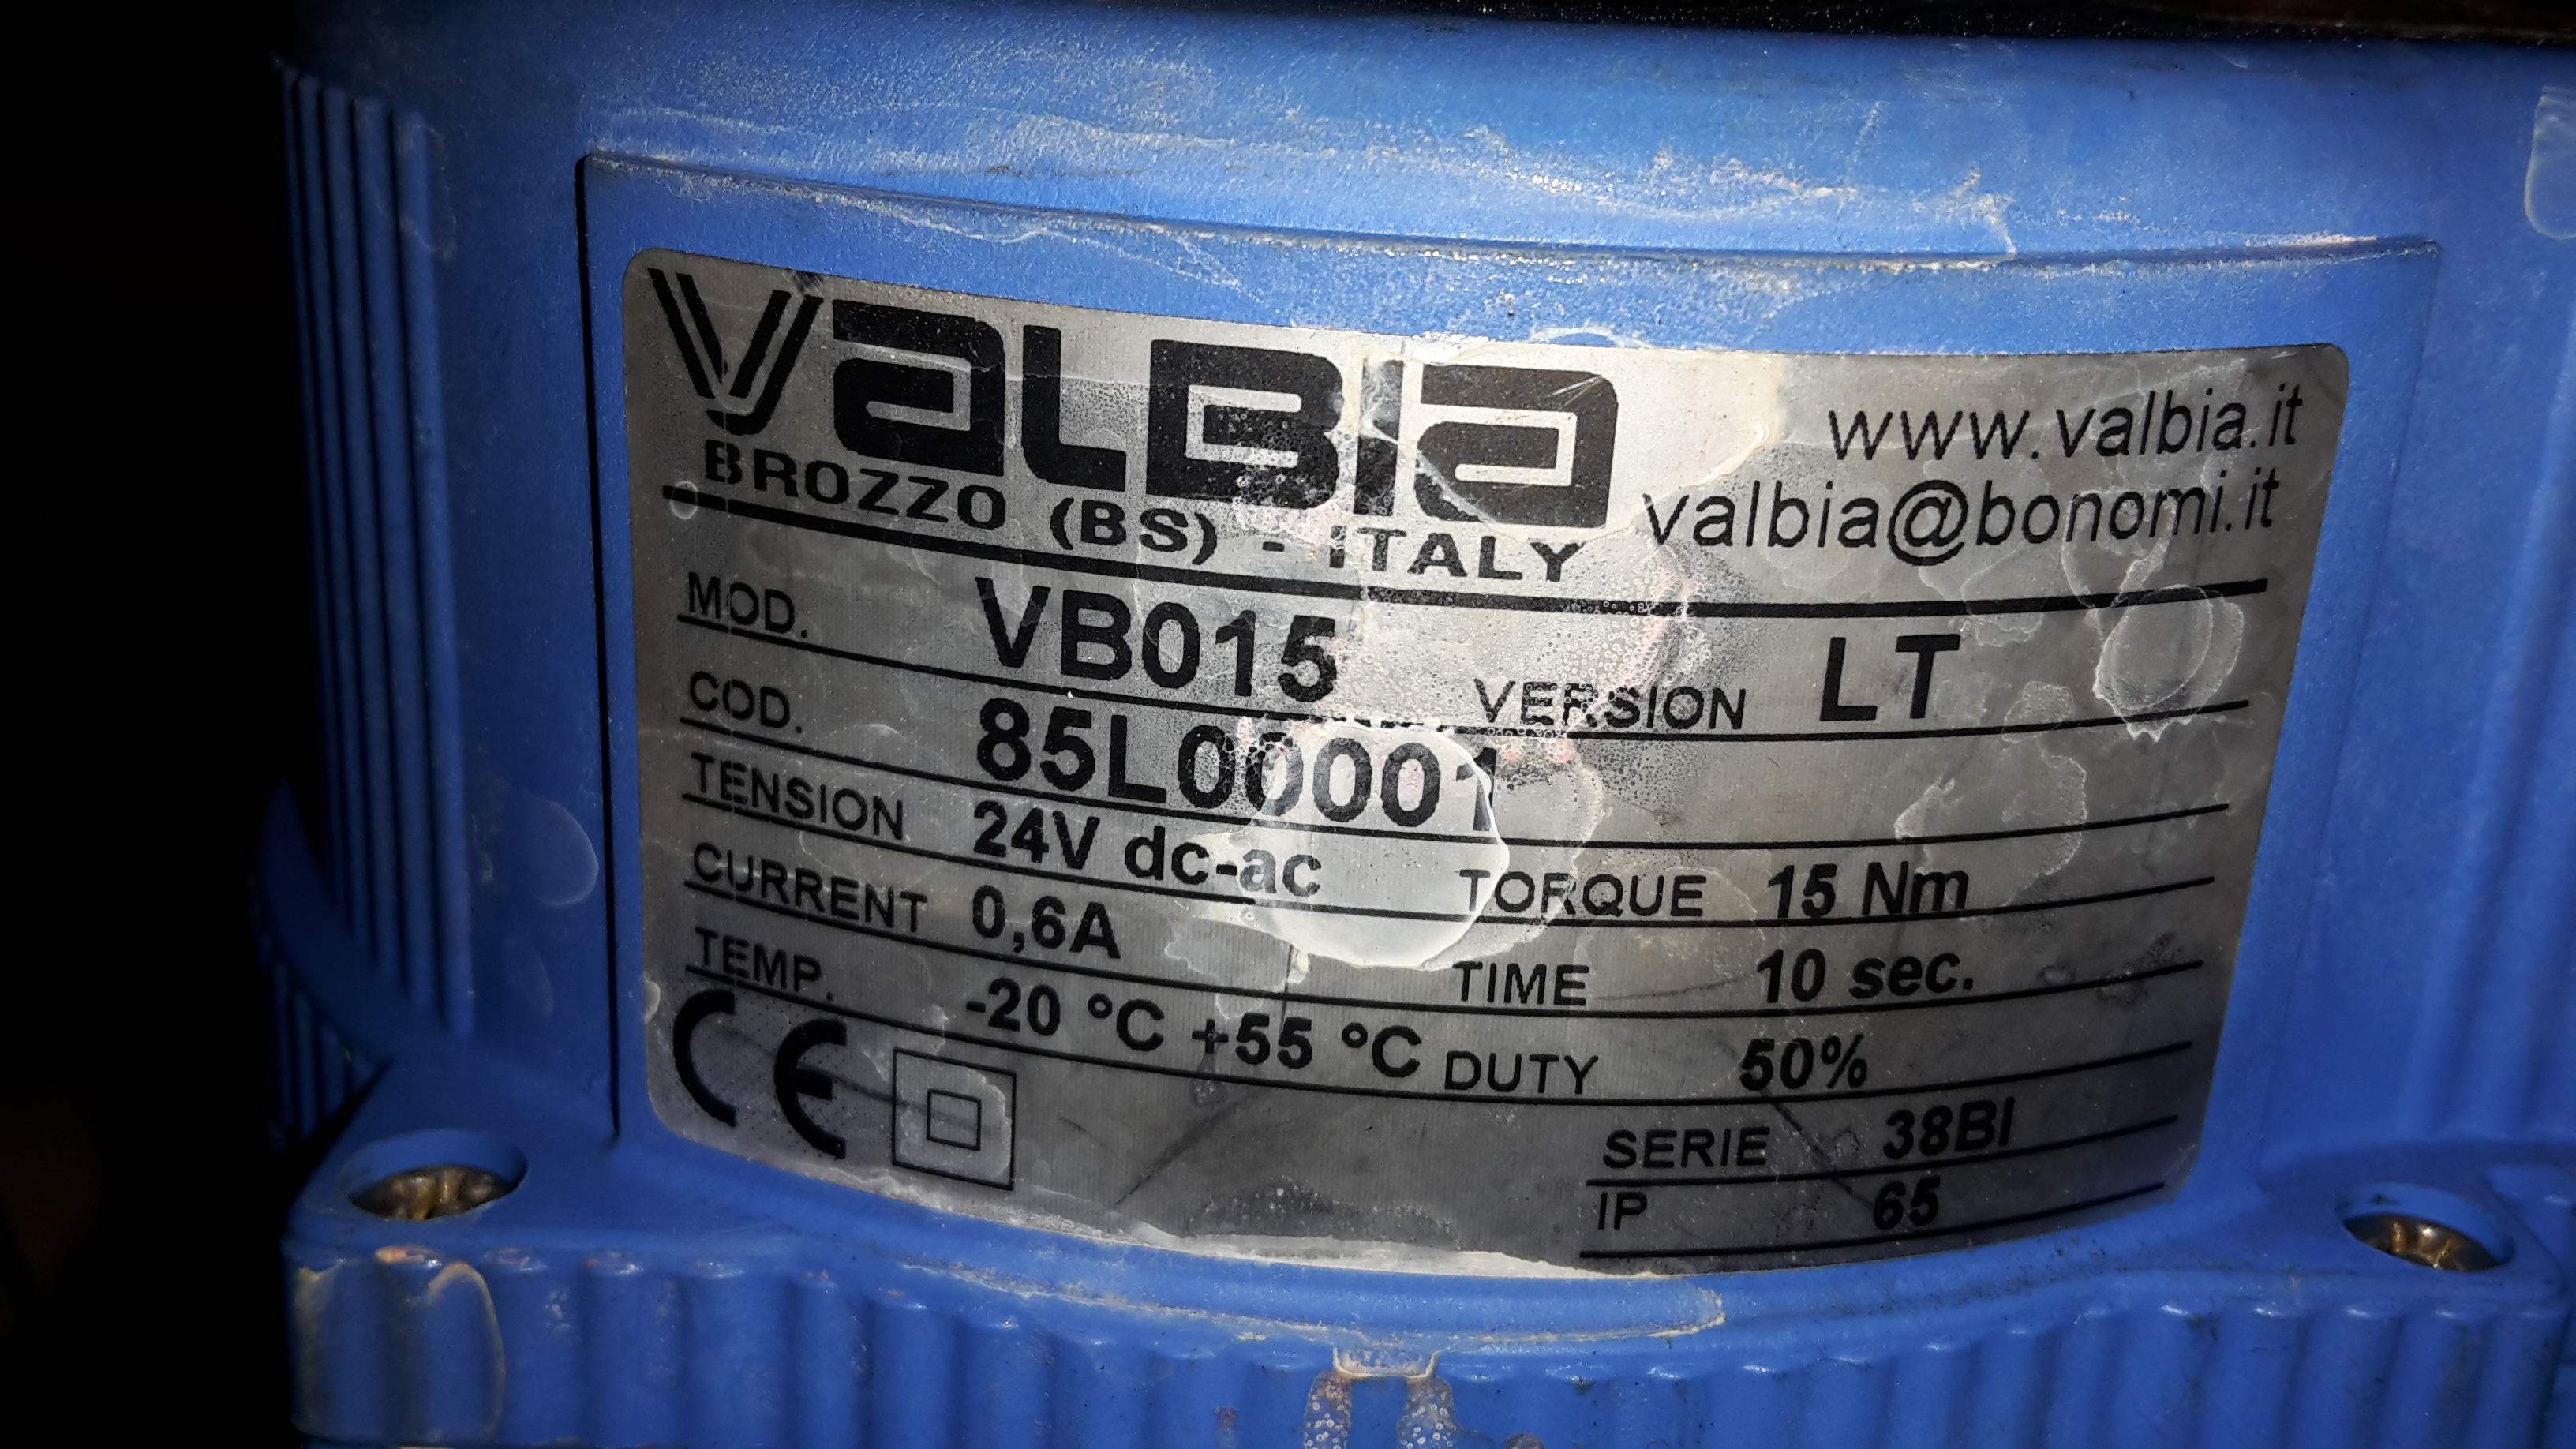 VALBIA
BROZZO (BS) - ITALY
www.valbia.it
valbia@bonomi.it
MOD. VB015 VERSION LT
COD. 85L00001
TENSION 24V dc-ac TORQUE 15 Nm
CURRENT 0,6A TIME 10 sec.
TEMP. -20 °C +55 °C DUTY 50%
CE SERIE 38BI
IP 65